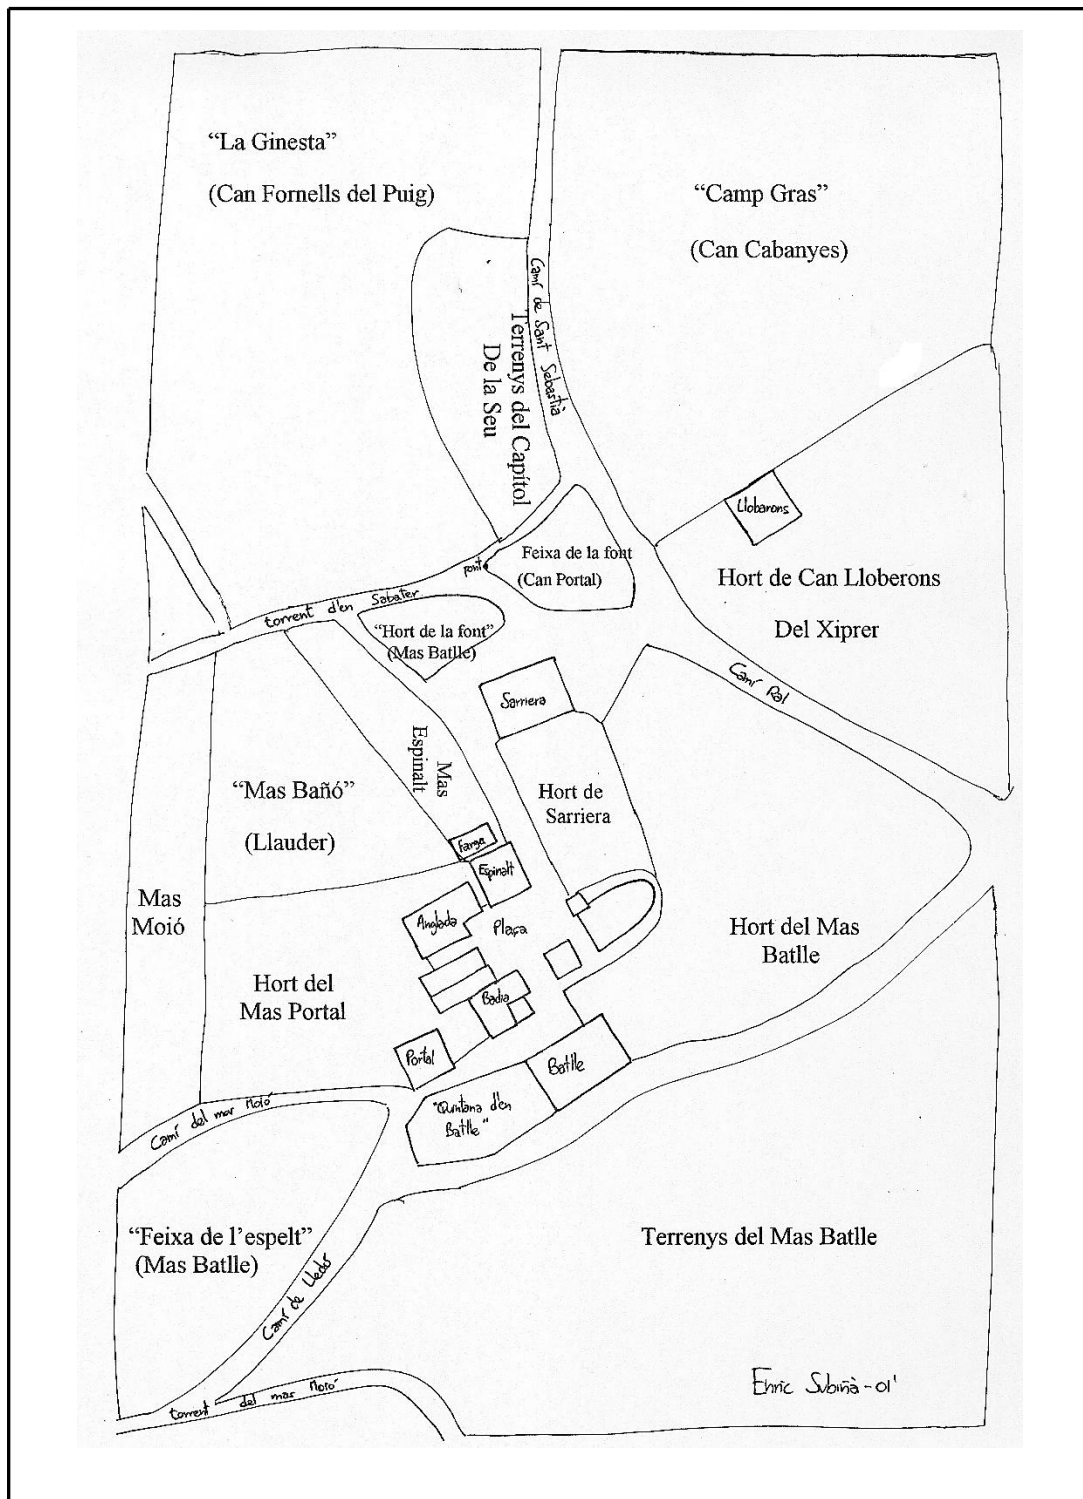 “La Ginesta”
(Can Fornells del Puig)
“Camp Gras”
(Can Cabanyes)
Camí de Sant Sebastià
Terrenys del Capítol
De la Seu
Llobarons
Feixa de la font
(Can Portal)
pont
Hort de Can Lloberons
Del Xiprer
torrent d'en Sabater
“Hort de la font”
(Mas Batlle)
Camí Ral
Sarriera
Mas
Espinalt
“Mas Bañó”
(Llauder)
Hort de
Sarriera
Farga
Espinalt
Mas
Moió
Anglada
Plaça
Hort del Mas
Batlle
Hort del
Mas Portal
Badia
Portal
Batlle
"Quintana d'en
Batlle"
Camí del mas Moió
“Feixa de l’espelt”
(Mas Batlle)
Terrenys del Mas Batlle
Camí de Lledó
Enric Subiñà-01'
torrent del mas Moió